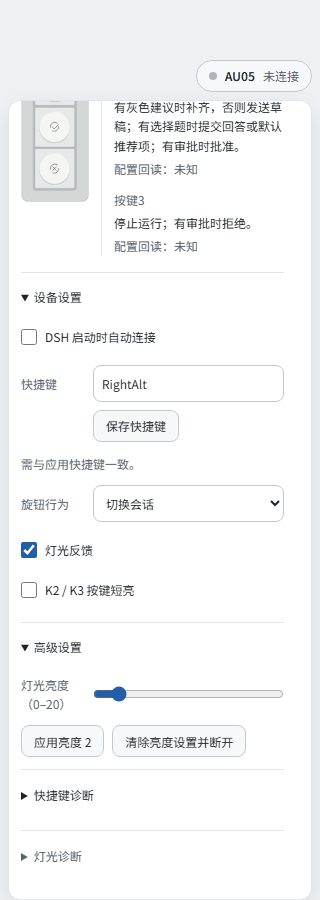 AU05 未连接
有灰色建议时补齐，否则发送草
稿；有选择题时提交回答或默认
推荐项；有审批时批准。
配置回读：未知
按键3
停止运行；有审批时拒绝。
配置回读：未知
设备设置
DSH 启动时自动连接
快捷键
RightAlt
保存快捷键
需与应用快捷键一致。
旋钮行为
切换会话
灯光反馈
K2 / K3 按键短亮
高级设置
灯光亮度
（0–20）
应用亮度 2
清除亮度设置并断开
快捷键诊断
灯光诊断